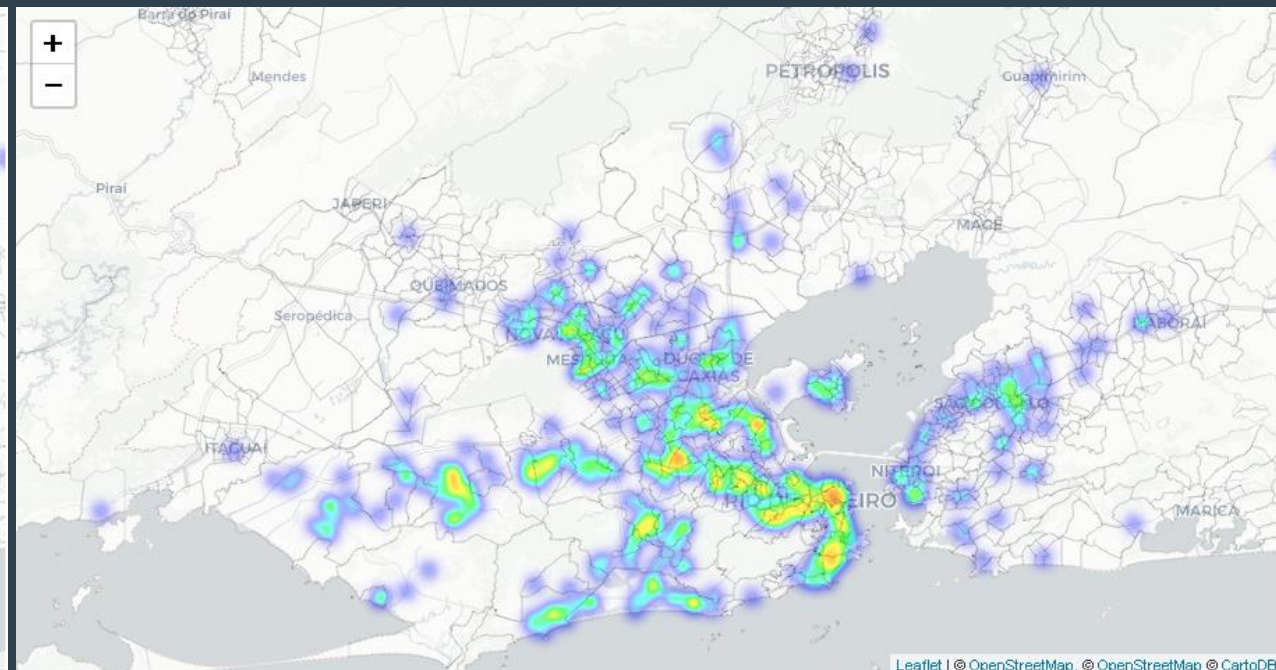 +
−
Barra do Piraí
Mendes
PETRÓPOLIS
Guapimirim
Piraí
JAPERI
MAGÉ
QUEIMADOS
Seropédica
NOVA IGUAÇU
ITABORAÍ
MESQUITA
DUQUE DE
CAXIAS
SÃO GONÇALO
ITAGUAÍ
NITERÓI
RIO DE JANEIRO
MARICÁ
Leaflet | © OpenStreetMap, © OpenStreetMap © CartoDB